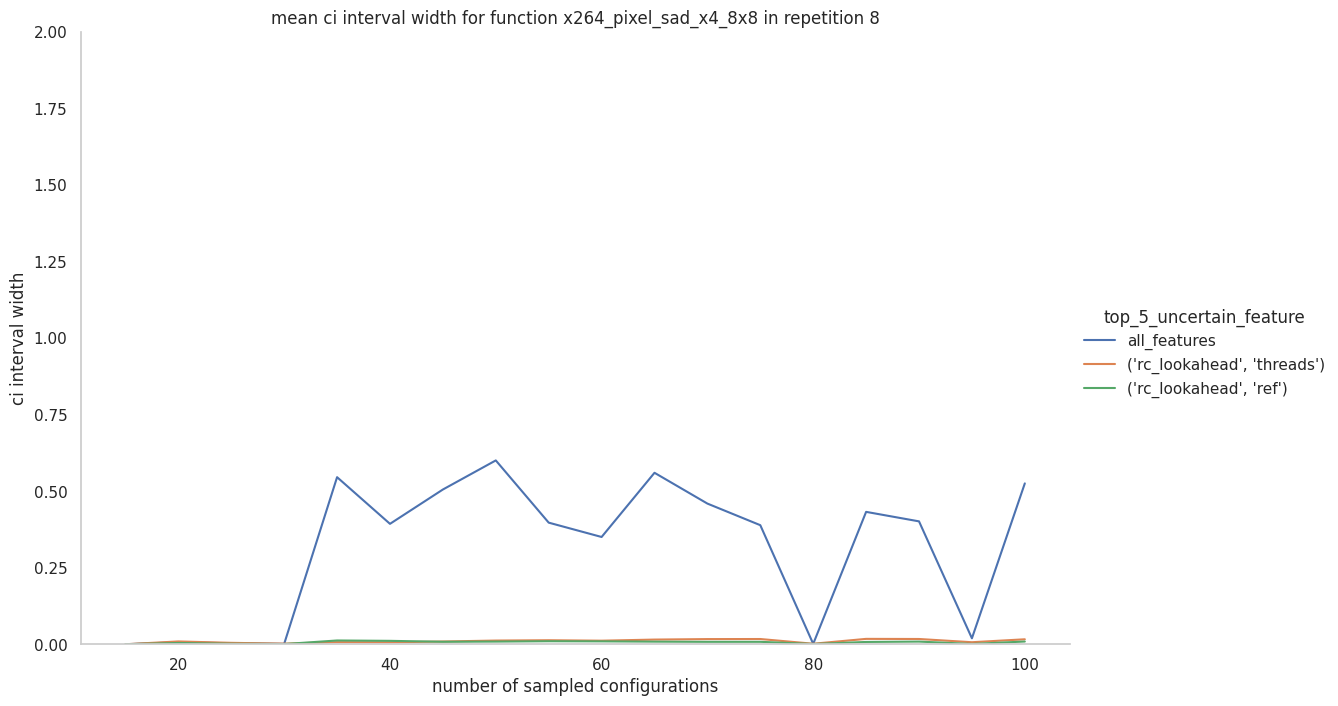 mean ci interval width for function x264_pixel_sad_x4_8x8 in repetition 8
2.00
1.75
1.50
1.25
1.00
0.75
0.50
0.25
0.00
ci interval width
20
40
60
80
100
number of sampled configurations
top_5_uncertain_feature
all_features
('rc_lookahead', 'threads')
('rc_lookahead', 'ref')